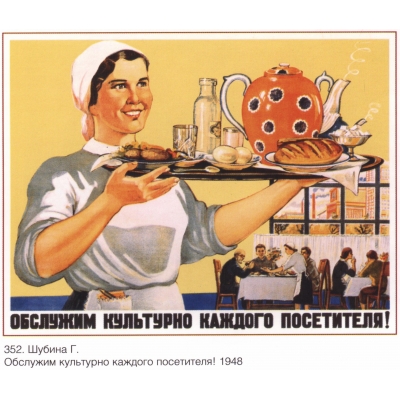 ОБСЛУЖИМ КУЛЬТУРНО КАЖДОГО ПОСЕТИТЕЛЯ!
352. Шубина Г.
Обслужим культурно каждого посетителя! 1948